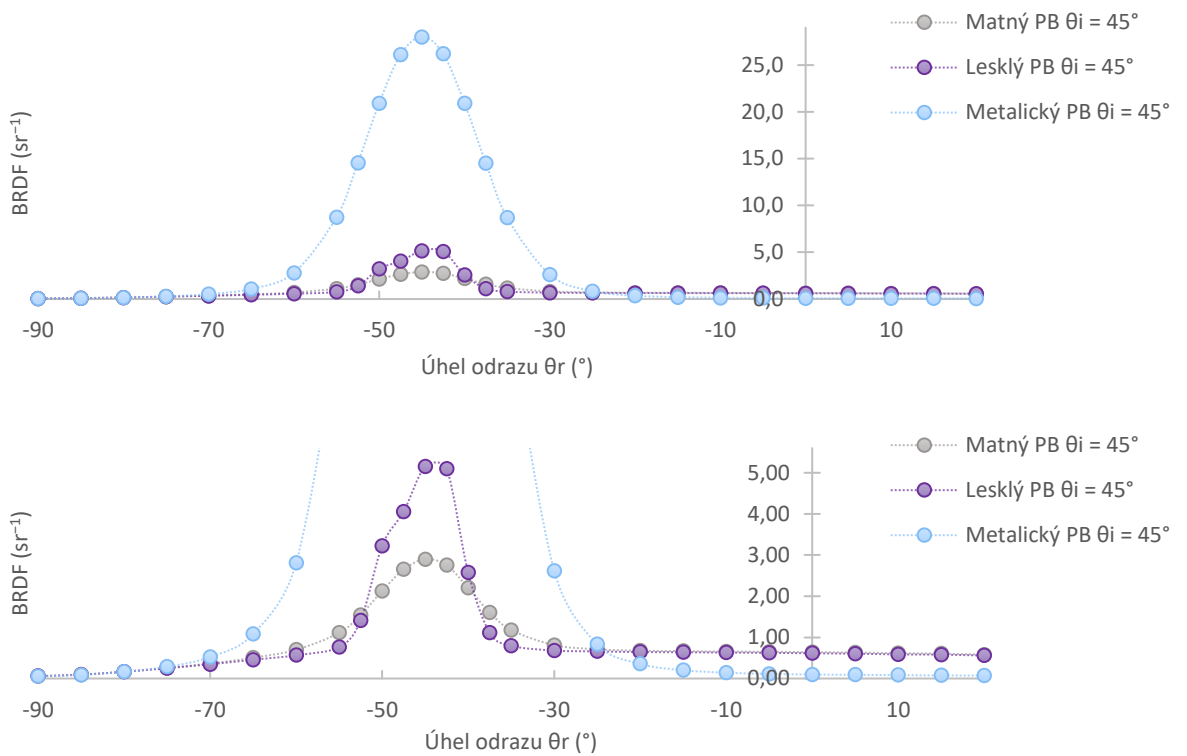 Matný PB θi = 45°
Lesklý PB θi = 45°
Metalický PB θi = 45°
BRDF (sr⁻¹)
25,0
20,0
15,0
10,0
5,0
0,0
-90 -70 -50 -30 -10 10
Úhel odrazu θr (°)
Matný PB θi = 45°
Lesklý PB θi = 45°
Metalický PB θi = 45°
BRDF (sr⁻¹)
5,00
4,00
3,00
2,00
1,00
0,00
-90 -70 -50 -30 -10 10
Úhel odrazu θr (°)